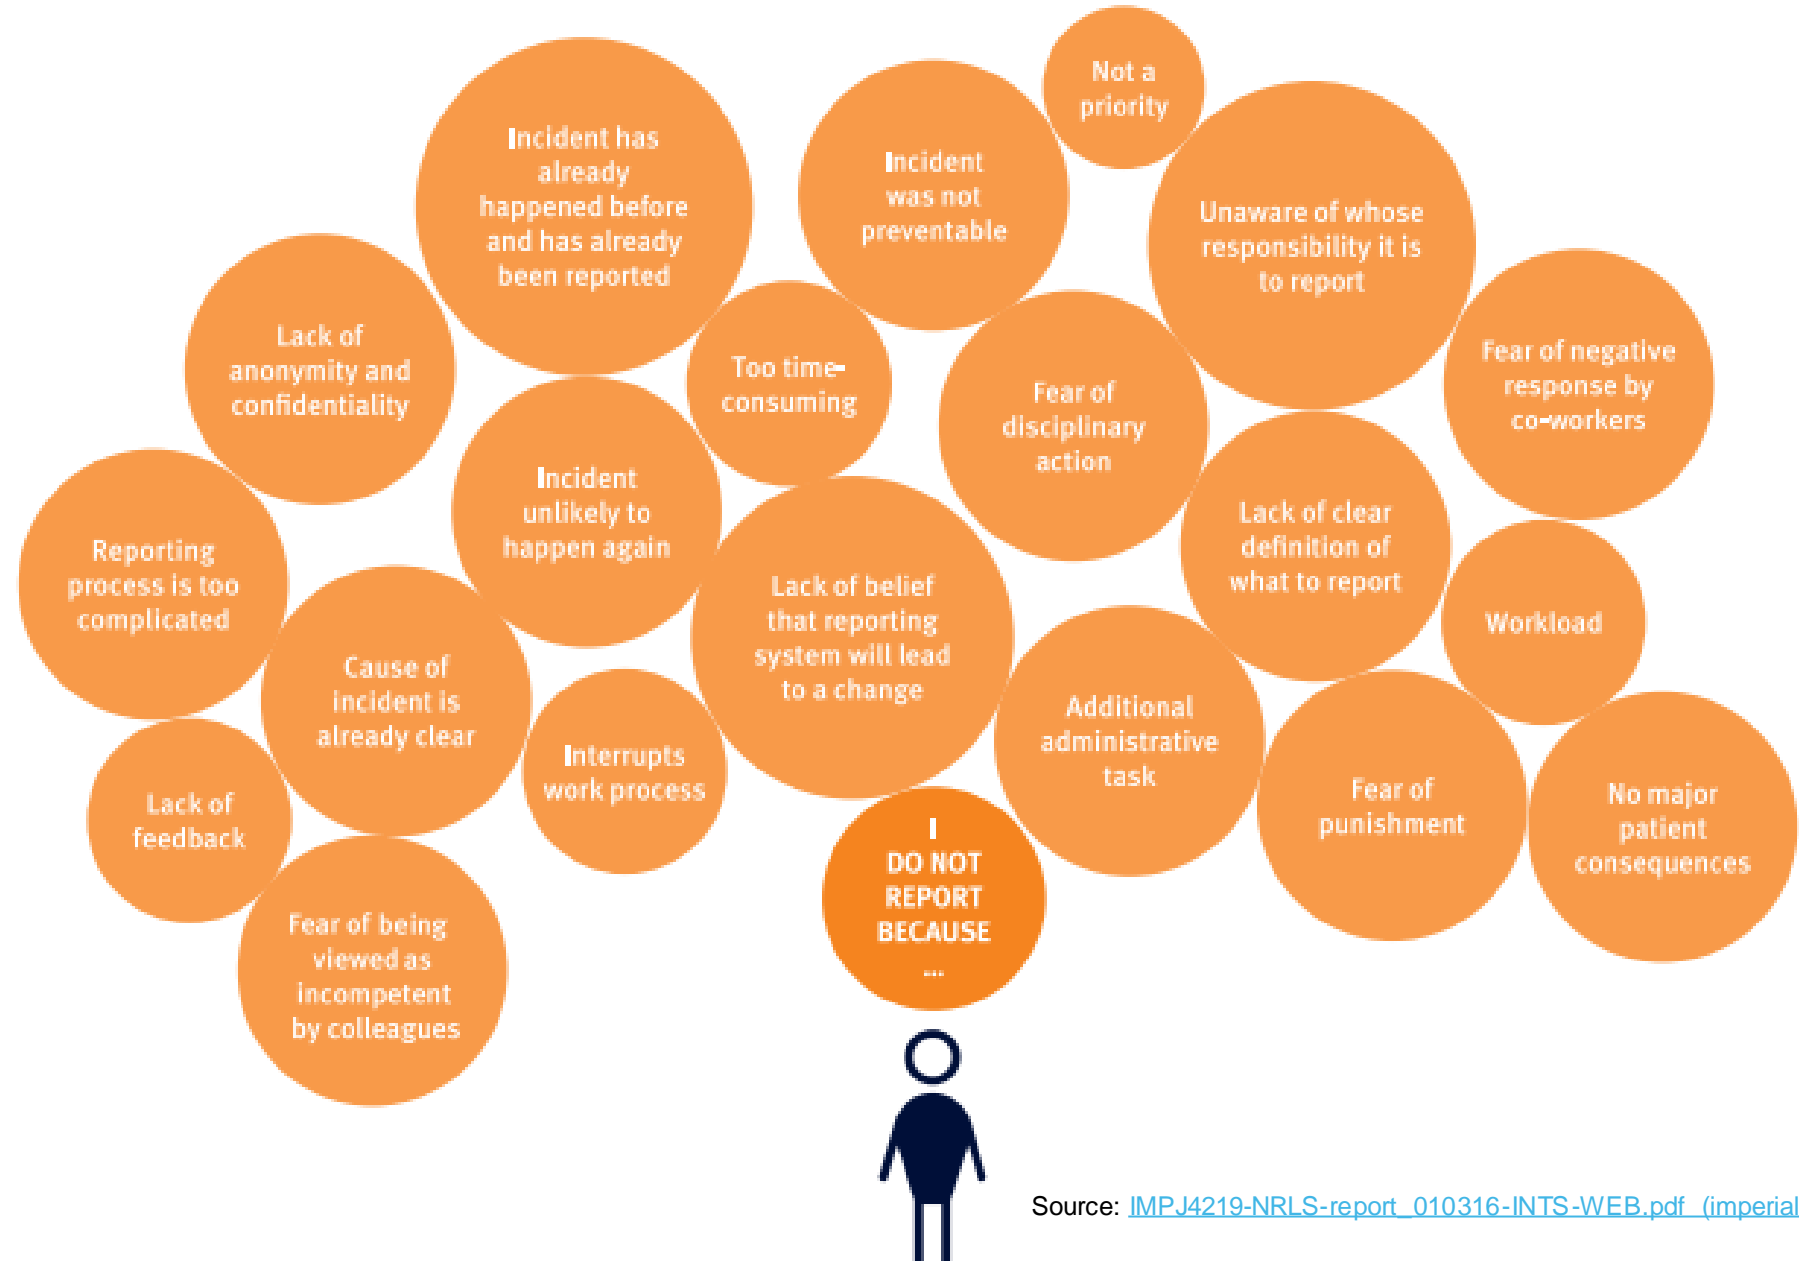 Not a
priority
Incident has
already
happened before
and has already
been reported
Incident
was not
preventable
Unaware of whose
responsibility it is
to report
Lack of
anonymity and
confidentiality
Too time-
consuming
Fear of
disciplinary
action
Fear of negative
response by
co-workers
Reporting
process is too
complicated
Incident
unlikely to
happen again
Lack of clear
definition of
what to report
Cause of
incident is
already clear
Lack of belief
that reporting
system will lead
to a change
Workload
Lack of
feedback
Interrupts
work process
Additional
administrative
task
Fear of
punishment
No major
patient
consequences
Fear of being
viewed as
incompetent
by colleagues
I
DO NOT
REPORT
BECAUSE
...
Source: IMPJ4219-NRLS-report_010316-INTS-WEB.pdf (imperial